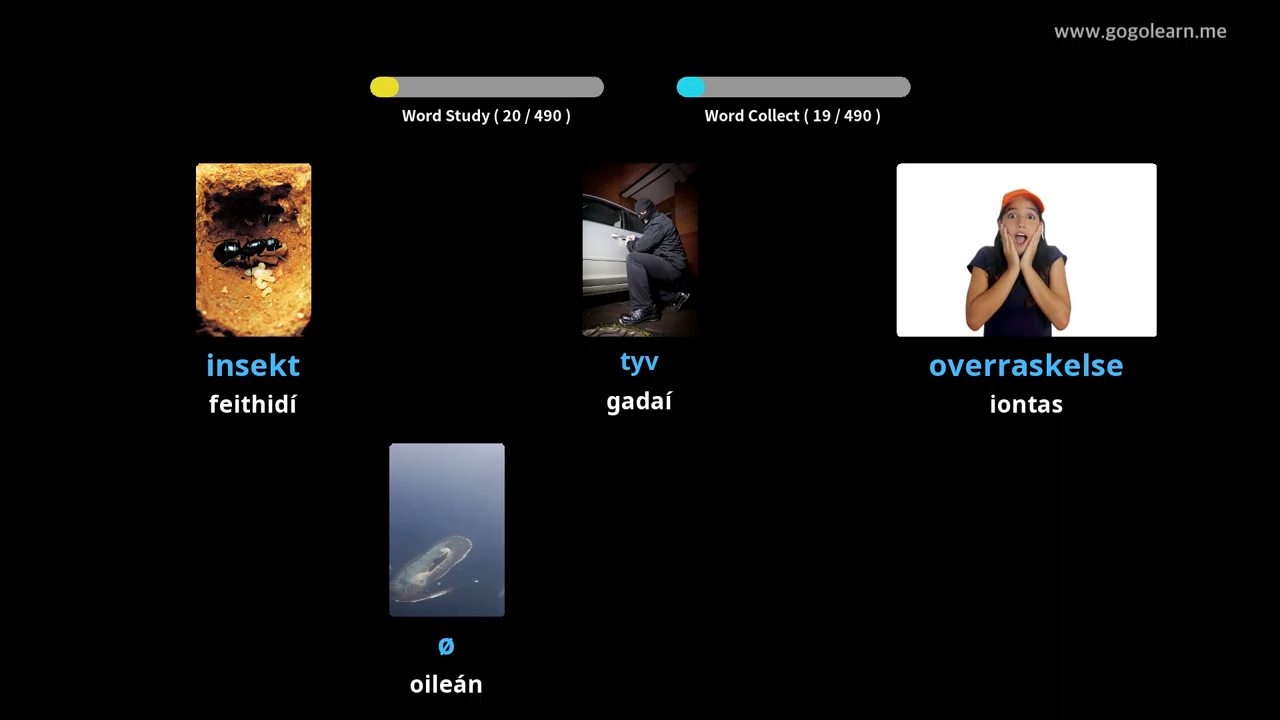 www.gogolearn.me
Word Study ( 20 / 490 )
Word Collect ( 19 / 490 )
insekt
feithidí
tyv
gadaí
overraskelse
iontas
ø
oileán